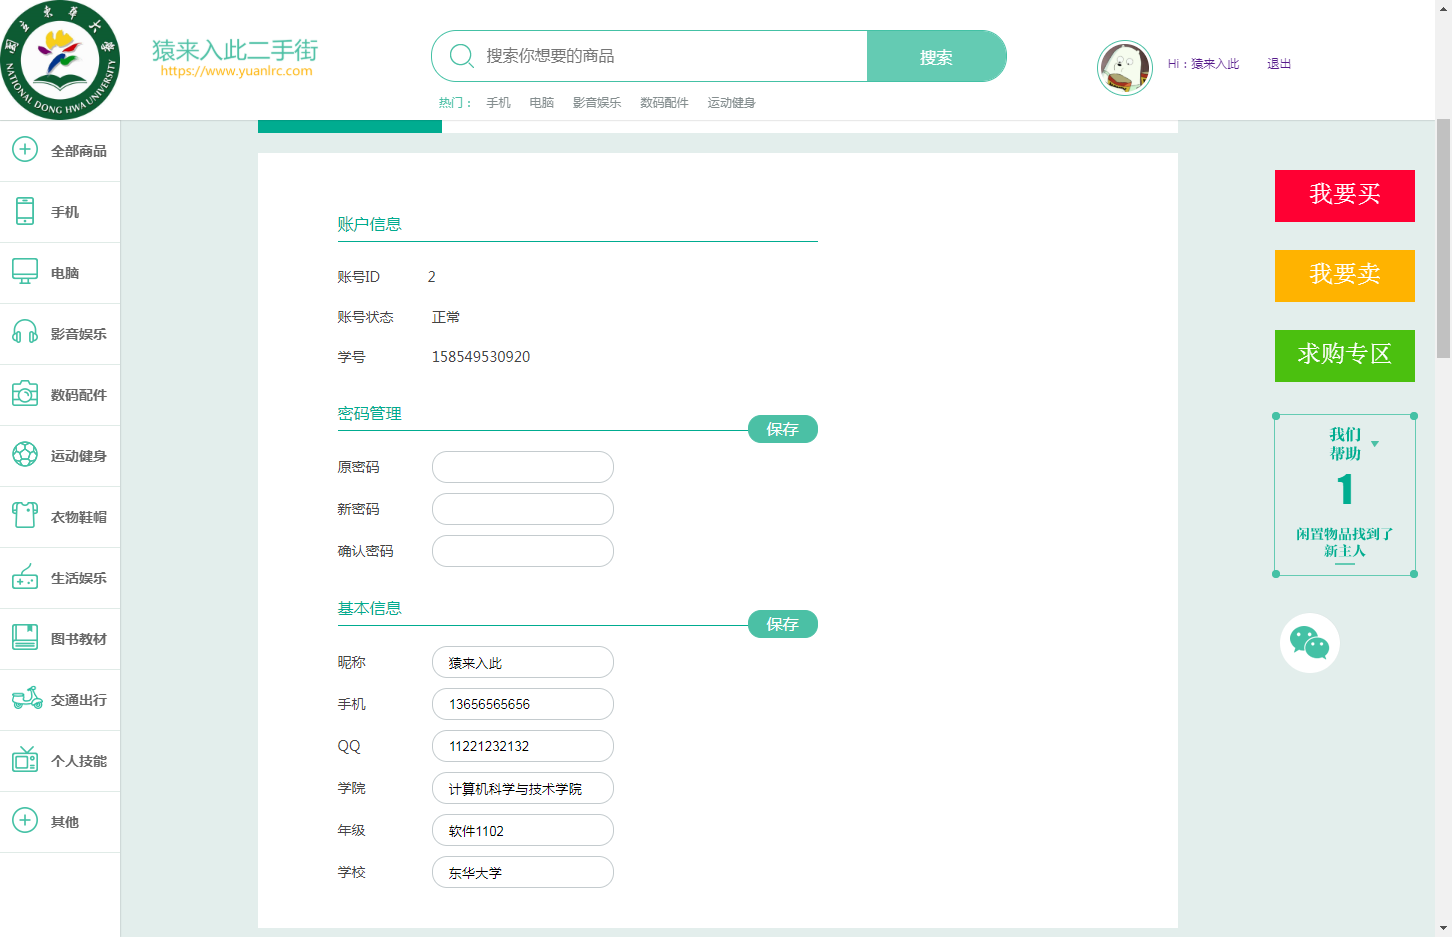 國立東華大學
NATIONAL DONG HWA UNIVERSITY
猿来入此二手街
https://www.yuanlrc.com
搜索你想要的商品
搜索
Hi：猿来入此 退出
热门： 手机 电脑 影音娱乐 数码配件 运动健身
全部商品
手机
电脑
影音娱乐
数码配件
运动健身
衣物鞋帽
生活娱乐
图书教材
交通出行
个人技能
其他
账户信息
账号ID 2
账号状态 正常
学号 158549530920
密码管理 保存
原密码
新密码
确认密码
基本信息 保存
昵称 猿来入此
手机 13656565656
QQ 11221232132
学院 计算机科学与技术学院
年级 软件1102
学校 东华大学
我要买
我要卖
求购专区
我们
帮助
1
闲置物品找到了
新主人